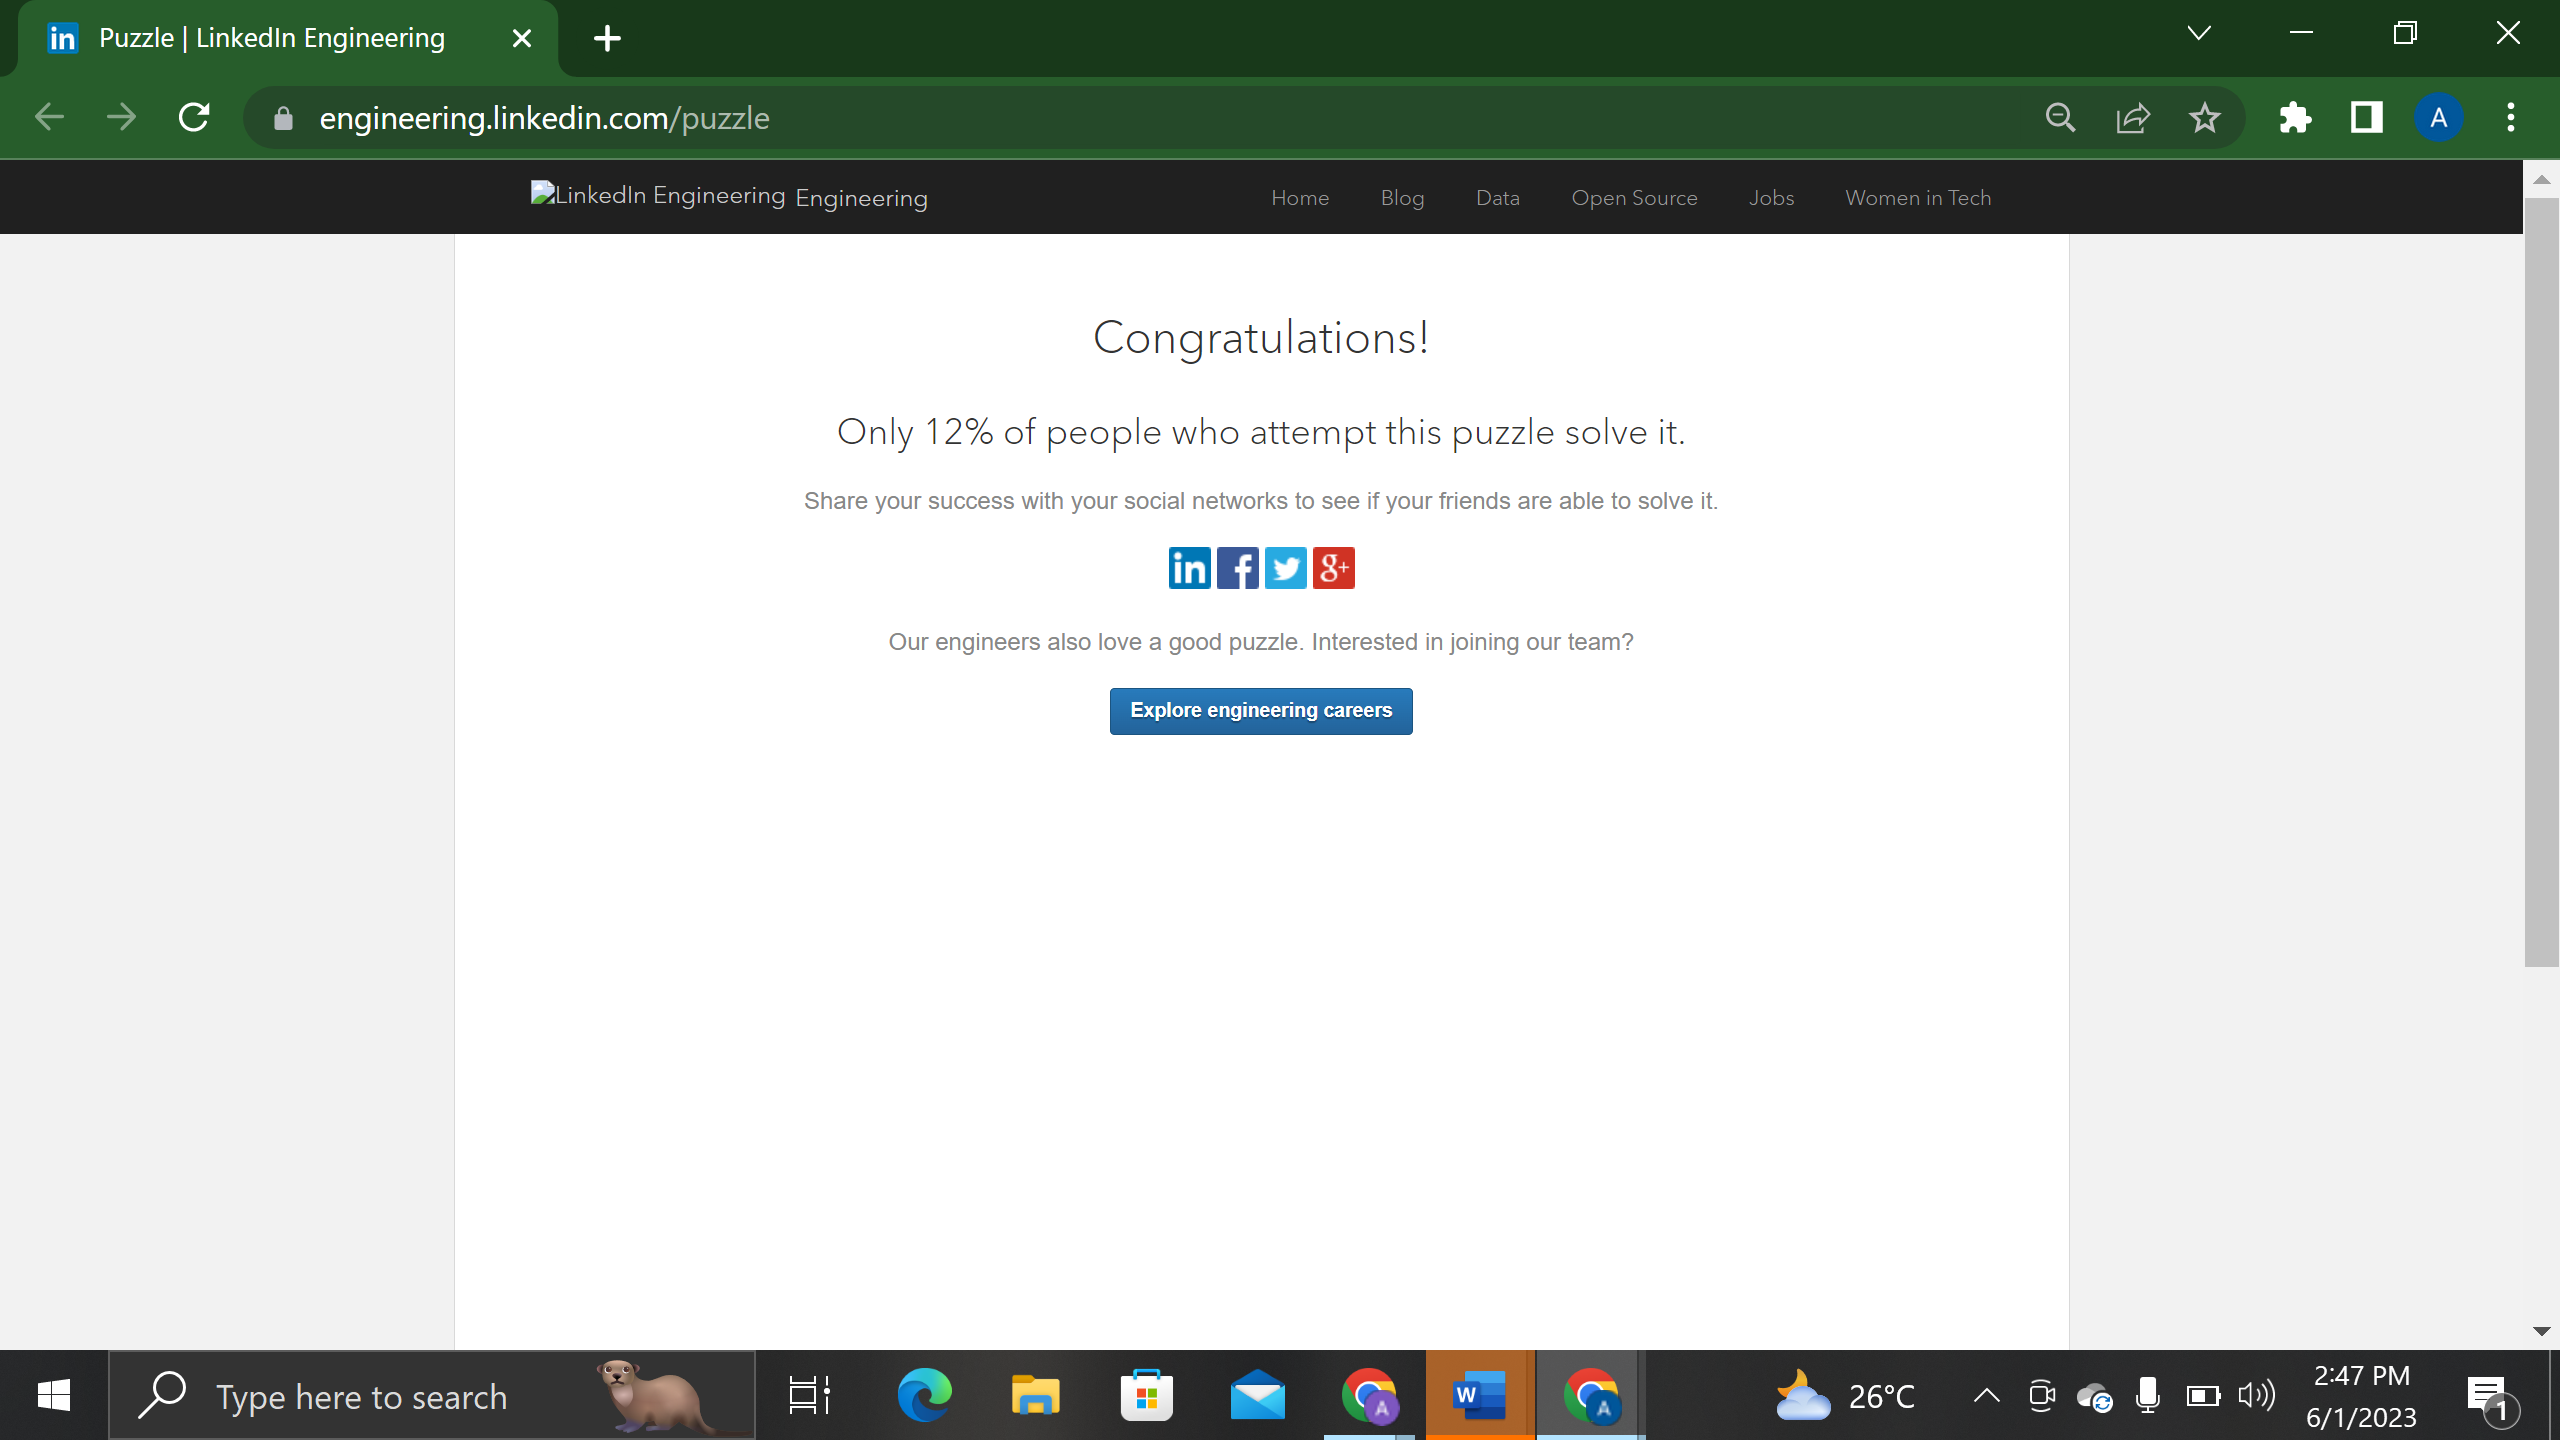 Puzzle | LinkedIn Engineering
engineering.linkedin.com/puzzle
A
LinkedIn Engineering Engineering
Home Blog Data Open Source Jobs Women in Tech
Congratulations!
Only 12% of people who attempt this puzzle solve it.
Share your success with your social networks to see if your friends are able to solve it.
in f g+
Our engineers also love a good puzzle. Interested in joining our team?
Explore engineering careers
Type here to search
A
W
A
26°C
2:47 PM
6/1/2023
1